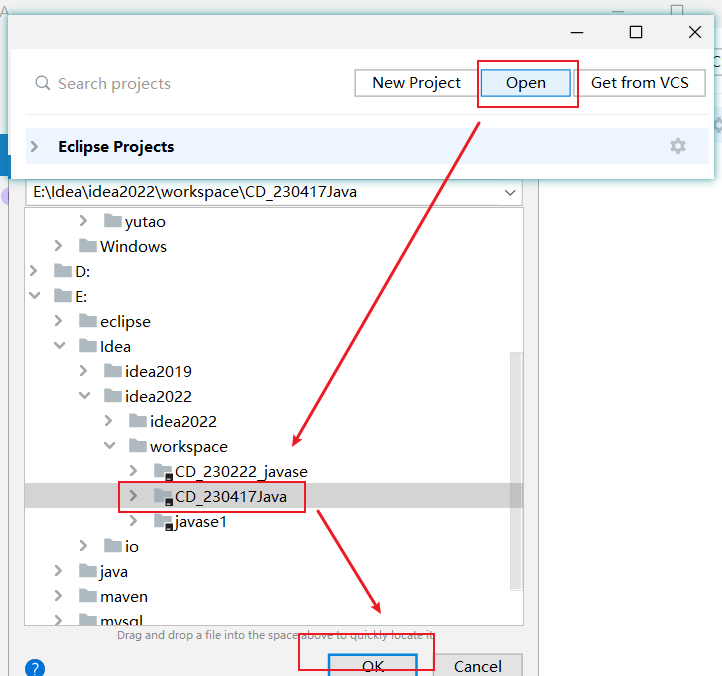 Search projects
New Project
Open
Get from VCS
Eclipse Projects
E:\Idea\idea2022\workspace\CD_230417Java
yutao
Windows
D:
E:
eclipse
Idea
idea2019
idea2022
idea2022
workspace
CD_230222_javase
CD_230417Java
javase1
io
java
maven
mysql
Drag and drop a file into the space above to quickly locate it
?
OK
Cancel